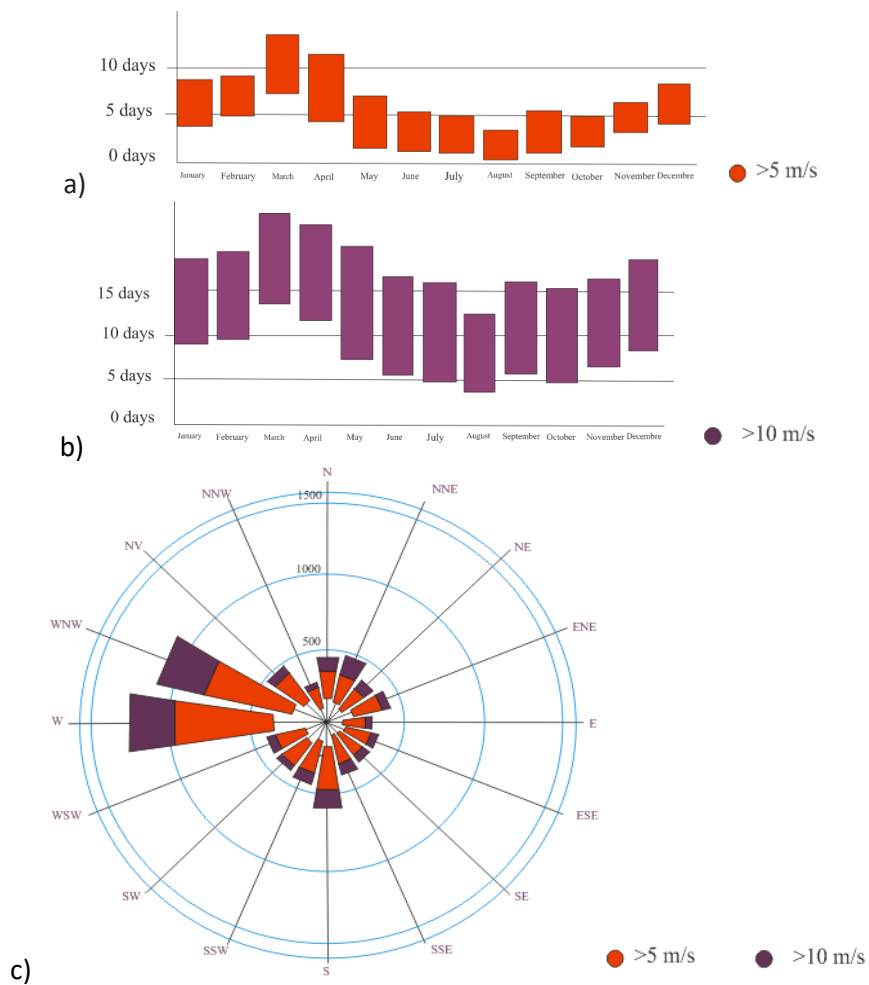 10 days
5 days
0 days
January February March April May June July August September October November Decembre
a)
>5 m/s
15 days
10 days
5 days
0 days
January February March April May June July August September October November Decembre
b)
>10 m/s
N
NNW
1500
NNE
NV
NE
1000
WNW
ENE
500
W
E
WSW
ESE
SW
SE
SSW
SSE
S
c)
>5 m/s >10 m/s